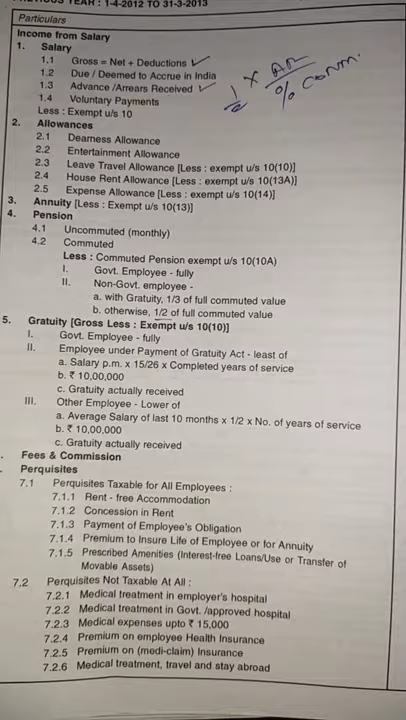 PREVIOUS YEAR : 1-4-2012 TO 31-3-2013
Particulars
Income from Salary
1. Salary
1.1 Gross = Net + Deductions ✓
1.2 Due / Deemed to Accrue in India
1.3 Advance /Arrears Received ✓
1.4 Voluntary Payments
Less : Exempt u/s 10
2. Allowances
2.1 Dearness Allowance
2.2 Entertainment Allowance
2.3 Leave Travel Allowance [Less : exempt u/s 10(10)]
2.4 House Rent Allowance [Less : exempt u/s 10(13A)]
2.5 Expense Allowance [Less : exempt u/s 10(14)]
3. Annuity [Less : Exempt u/s 10(13)]
4. Pension
4.1 Uncommuted (monthly)
4.2 Commuted
Less : Commuted Pension exempt u/s 10(10A)
I. Govt. Employee - fully
II. Non-Govt. employee -
a. with Gratuity, 1/3 of full commuted value
b. otherwise, 1/2 of full commuted value
5. Gratuity [Gross Less : Exempt u/s 10(10)]
I. Govt. Employee - fully
II. Employee under Payment of Gratuity Act - least of
a. Salary p.m. x 15/26 x Completed years of service
b. ₹ 10,00,000
c. Gratuity actually received
III. Other Employee - Lower of
a. Average Salary of last 10 months x 1/2 x No. of years of service
b. ₹ 10,00,000
c. Gratuity actually received
Fees & Commission
Perquisites
7.1 Perquisites Taxable for All Employees :
7.1.1 Rent - free Accommodation
7.1.2 Concession in Rent
7.1.3 Payment of Employee's Obligation
7.1.4 Premium to Insure Life of Employee or for Annuity
7.1.5 Prescribed Amenities (Interest-free Loans/Use or Transfer of
Movable Assets)
7.2 Perquisites Not Taxable At All :
7.2.1 Medical treatment in employer's hospital
7.2.2 Medical treatment in Govt. /approved hospital
7.2.3 Medical expenses upto ₹ 15,000
7.2.4 Premium on employee Health Insurance
7.2.5 Premium on (medi-claim) Insurance
7.2.6 Medical treatment, travel and stay abroad